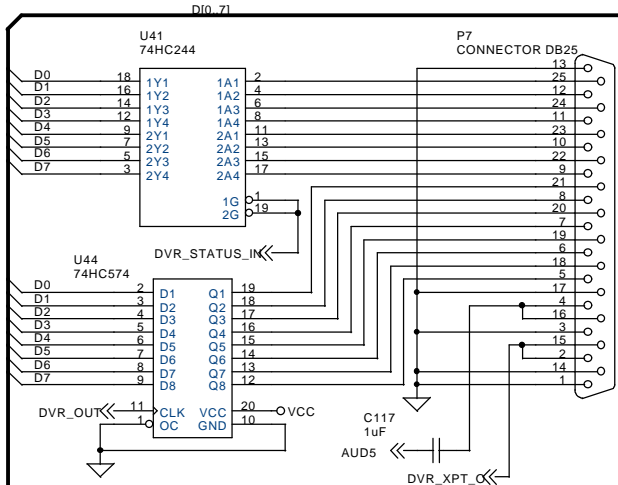 D[0..7]
U41
74HC244
P7
CONNECTOR DB25
D0 18 1Y1 1A1 2
D1 16 1Y2 1A2 4
D2 14 1Y3 1A3 6
D3 12 1Y4 1A4 8
D4 9 2Y1 2A1 11
D5 7 2Y2 2A2 13
D6 5 2Y3 2A3 15
D7 3 2Y4 2A4 17
1G 1
2G 19
DVR_STATUS_IN
13
25
12
24
11
23
10
22
9
21
8
20
7
19
6
18
5
17
4
16
3
15
2
14
1
U44
74HC574
D0 2 D1 Q1 19
D1 3 D2 Q2 18
D2 4 D3 Q3 17
D3 5 D4 Q4 16
D4 6 D5 Q5 15
D5 7 D6 Q6 14
D6 8 D7 Q7 13
D7 9 D8 Q8 12
DVR_OUT 11 CLK VCC 20 VCC
1 OC GND 10
C117
1uF
AUD5
DVR_XPT_O